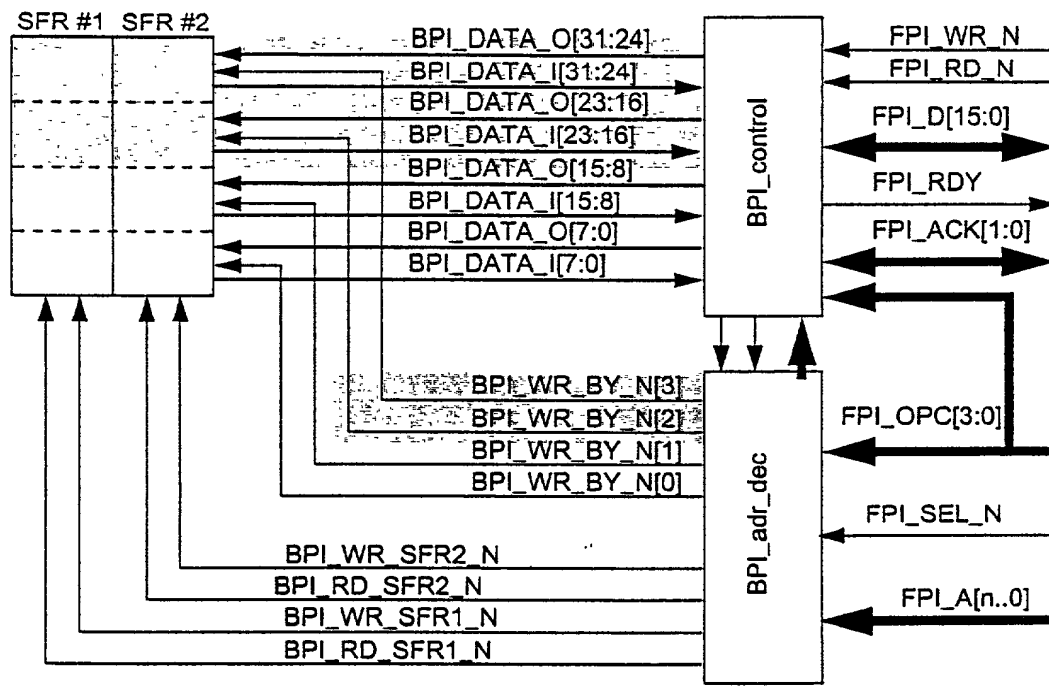 SFR #1 SFR #2
BPI_DATA_O[31:24]
BPI_DATA_I[31:24]
BPI_DATA_O[23:16]
BPI_DATA_I[23:16]
BPI_DATA_O[15:8]
BPI_DATA_I[15:8]
BPI_DATA_O[7:0]
BPI_DATA_I[7:0]
BPI_control
FPI_WR_N
FPI_RD_N
FPI_D[15:0]
FPI_RDY
FPI_ACK[1:0]
BPI_WR_BY_N[3]
BPI_WR_BY_N[2]
BPI_WR_BY_N[1]
BPI_WR_BY_N[0]
BPI_WR_SFR2_N
BPI_RD_SFR2_N
BPI_WR_SFR1_N
BPI_RD_SFR1_N
BPI_adr_dec
FPI_OPC[3:0]
FPI_SEL_N
FPI_A[n..0]